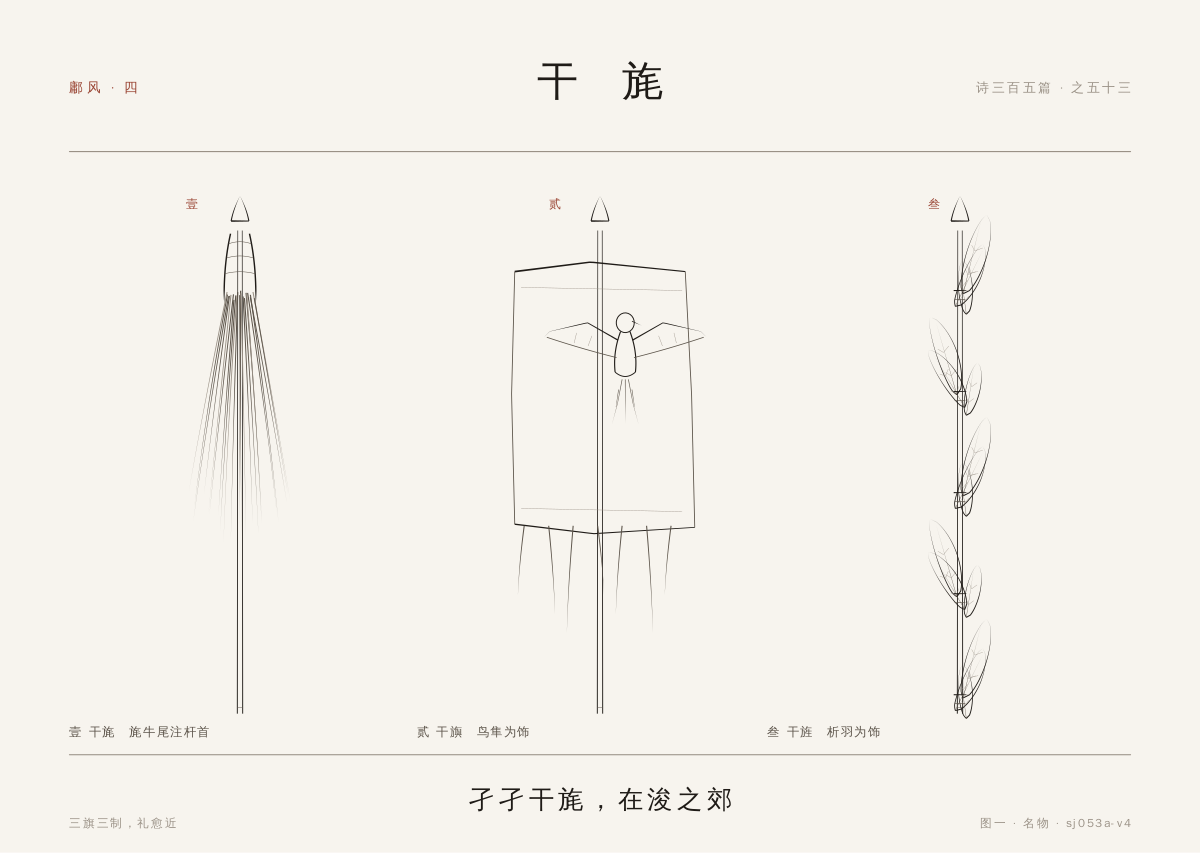 鄘风 · 四
干旄
诗三百五篇 · 之五十三
壹
贰
叁
壹 干旄 旄牛尾注杆首
贰 干旟 鸟隼为饰
叁 干旌 析羽为饰
孑孑干旄，在浚之郊
三旗三制，礼愈近
图一 · 名物 · sj053a-v4